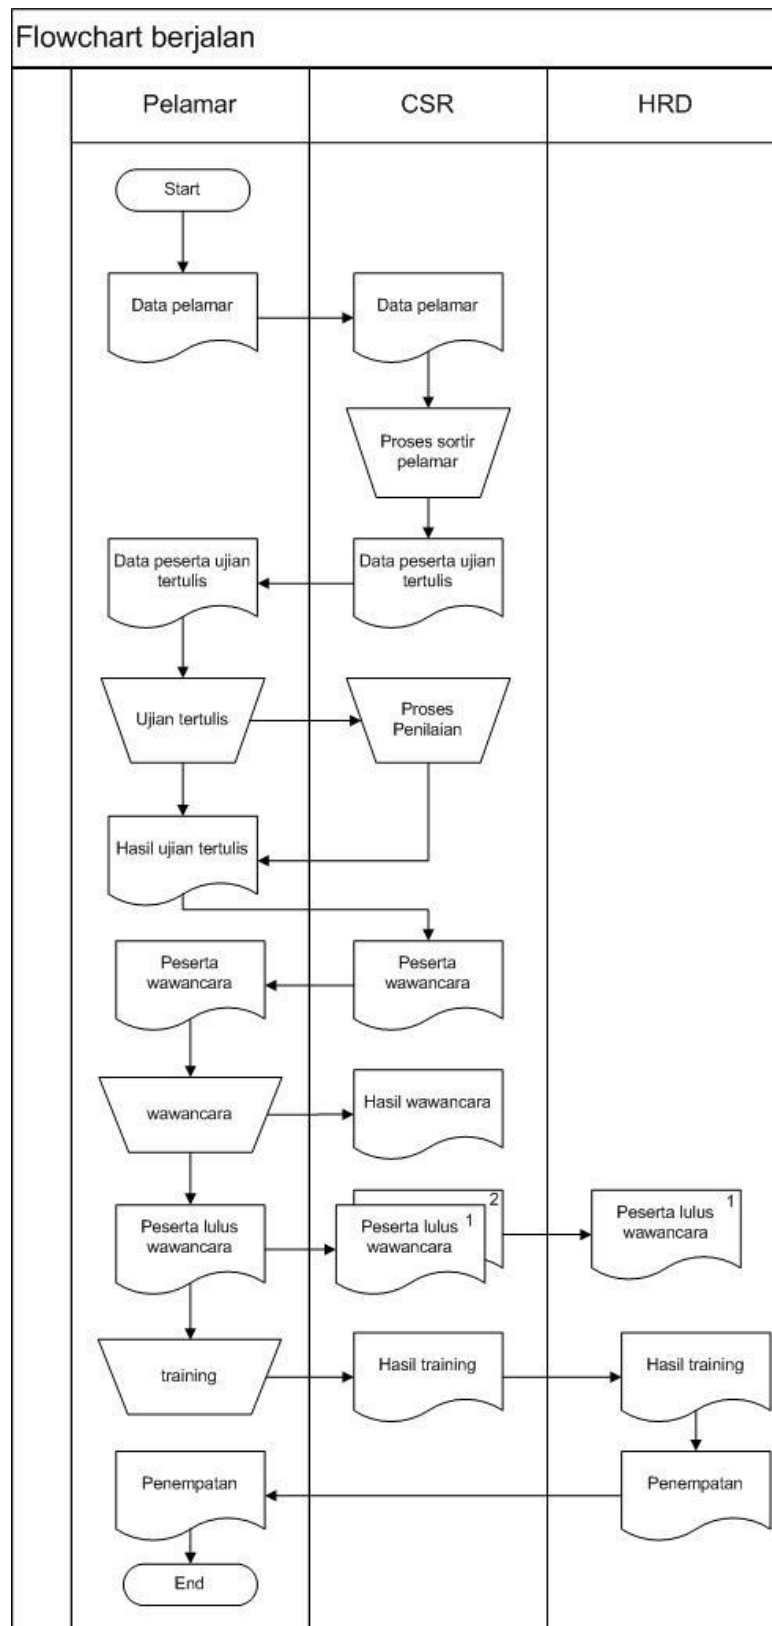 Flowchart berjalan
Pelamar
CSR
HRD
Start
Data pelamar
Data pelamar
Proses sortir
pelamar
Data peserta ujian
tertulis
Data peserta ujian
tertulis
Ujian tertulis
Proses
Penilaian
Hasil ujian tertulis
Peserta
wawancara
Peserta
wawancara
wawancara
Hasil wawancara
Peserta lulus
wawancara
2
Peserta lulus 1
wawancara
Peserta lulus 1
wawancara
training
Hasil training
Hasil training
Penempatan
Penempatan
End